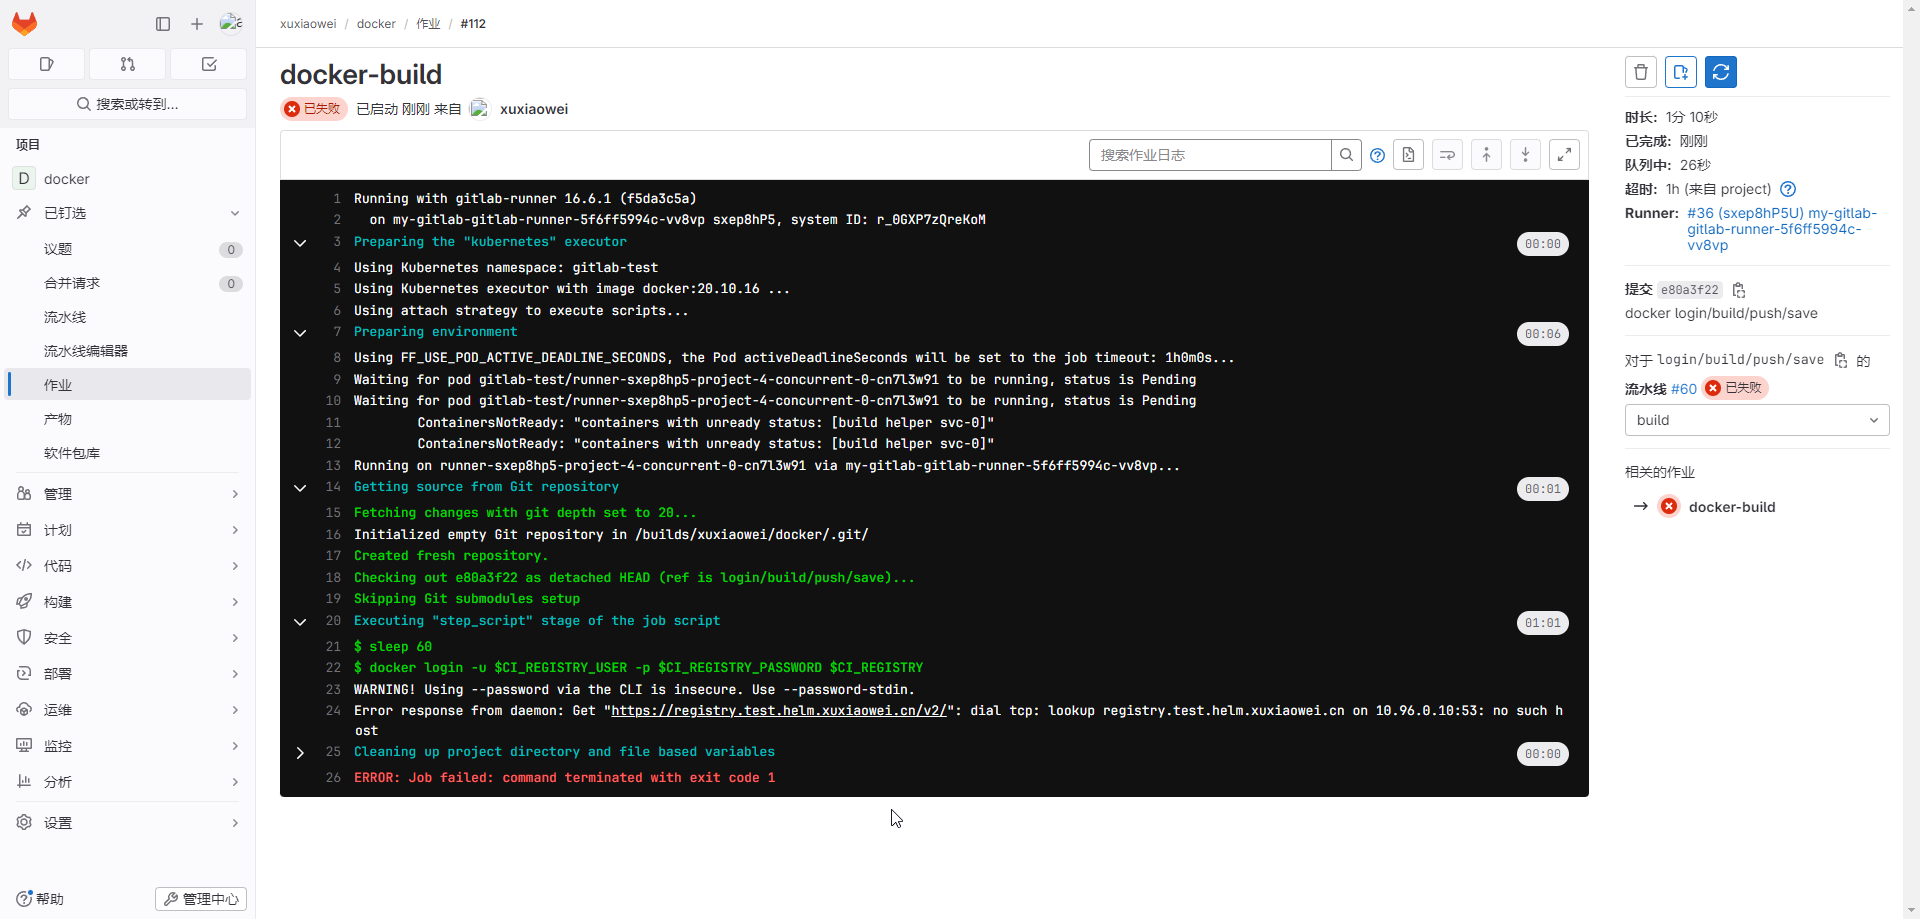 xuxiaowei / docker / 作业 / #112
搜索或转到...
项目
D docker
已钉选
议题 0
合并请求 0
流水线
流水线编辑器
作业
产物
软件包库
管理
计划
代码
构建
安全
部署
运维
监控
分析
设置
帮助
管理中心
docker-build
已失败 已启动 刚刚 来自 xuxiaowei
搜索作业日志
1 Running with gitlab-runner 16.6.1 (f5da3c5a)
2 on my-gitlab-gitlab-runner-5f6ff5994c-vv8vp sxep8hP5, system ID: r_0GXP7zQreKoM
3 Preparing the "kubernetes" executor 00:00
4 Using Kubernetes namespace: gitlab-test
5 Using Kubernetes executor with image docker:20.10.16 ...
6 Using attach strategy to execute scripts...
7 Preparing environment 00:06
8 Using FF_USE_POD_ACTIVE_DEADLINE_SECONDS, the Pod activeDeadlineSeconds will be set to the job timeout: 1h0m0s...
9 Waiting for pod gitlab-test/runner-sxep8hp5-project-4-concurrent-0-cn7l3w91 to be running, status is Pending
10 Waiting for pod gitlab-test/runner-sxep8hp5-project-4-concurrent-0-cn7l3w91 to be running, status is Pending
11 ContainersNotReady: "containers with unready status: [build helper svc-0]"
12 ContainersNotReady: "containers with unready status: [build helper svc-0]"
13 Running on runner-sxep8hp5-project-4-concurrent-0-cn7l3w91 via my-gitlab-gitlab-runner-5f6ff5994c-vv8vp...
14 Getting source from Git repository 00:01
15 Fetching changes with git depth set to 20...
16 Initialized empty Git repository in /builds/xuxiaowei/docker/.git/
17 Created fresh repository.
18 Checking out e80a3f22 as detached HEAD (ref is login/build/push/save)...
19 Skipping Git submodules setup
20 Executing "step_script" stage of the job script 01:01
21 $ sleep 60
22 $ docker login -u $CI_REGISTRY_USER -p $CI_REGISTRY_PASSWORD $CI_REGISTRY
23 WARNING! Using --password via the CLI is insecure. Use --password-stdin.
24 Error response from daemon: Get "https://registry.test.helm.xuxiaowei.cn/v2/": dial tcp: lookup registry.test.helm.xuxiaowei.cn on 10.96.0.10:53: no such h
ost
25 Cleaning up project directory and file based variables 00:00
26 ERROR: Job failed: command terminated with exit code 1
时长: 1分 10秒
已完成: 刚刚
队列中: 26秒
超时: 1h (来自 project)
Runner: #36 (sxep8hP5U) my-gitlab-
gitlab-runner-5f6ff5994c-
vv8vp
提交 e80a3f22
docker login/build/push/save
对于 login/build/push/save 的
流水线 #60 已失败
build
相关的作业
docker-build